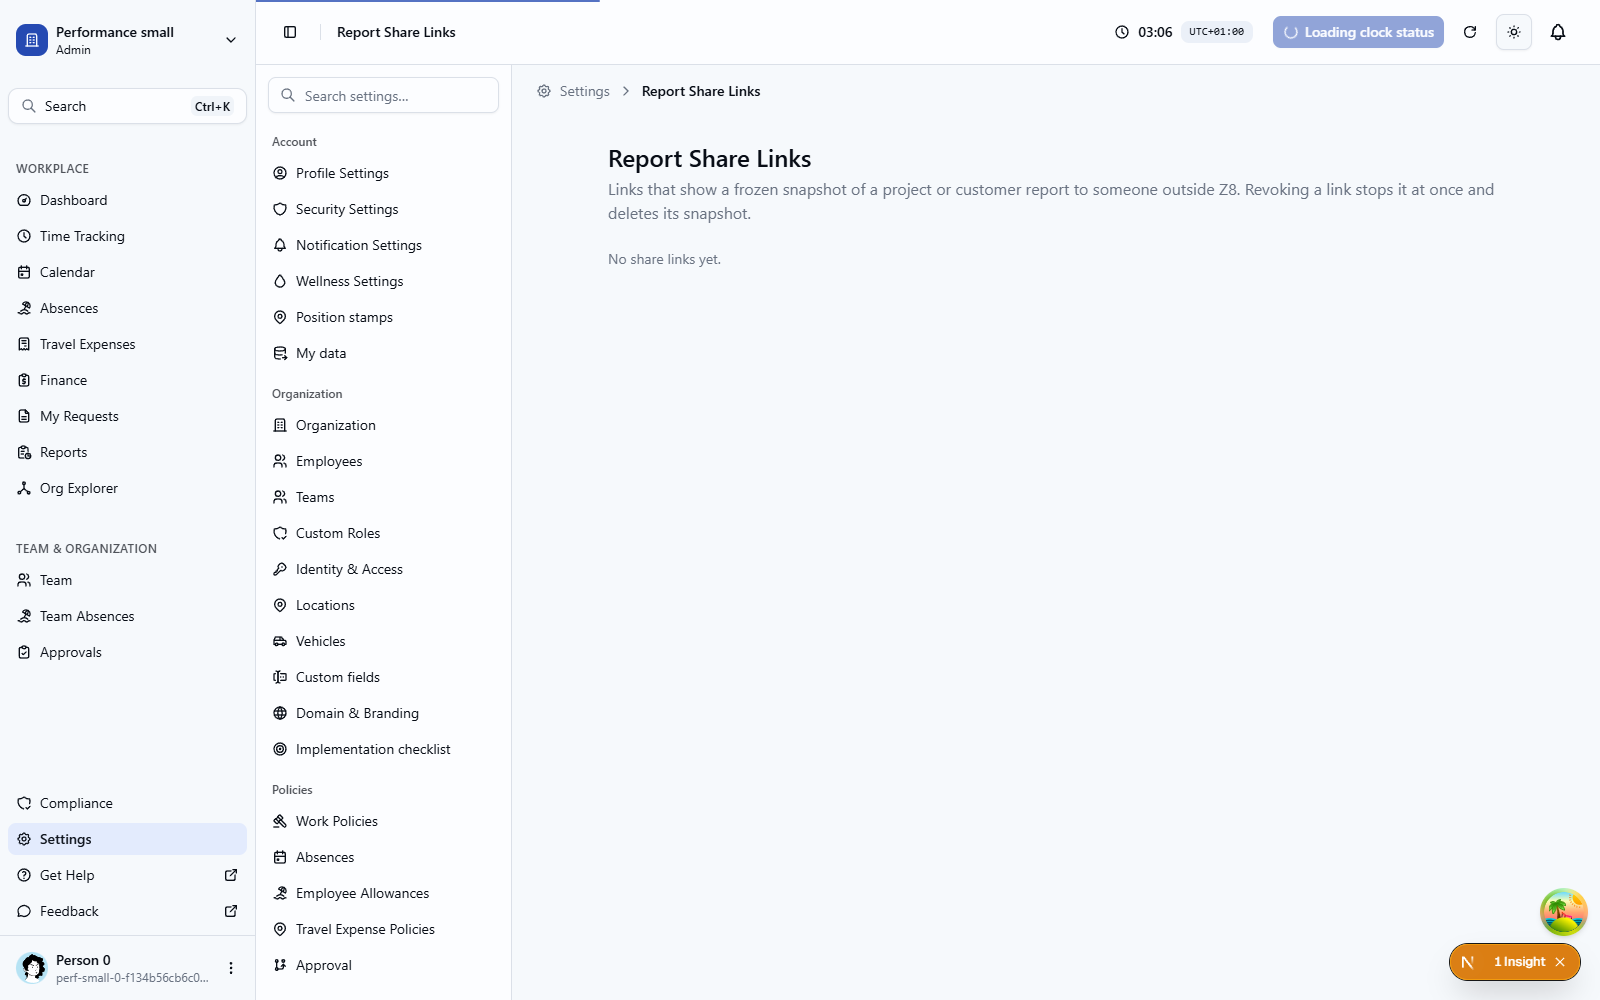 Performance small
Admin
Search
Ctrl+K
WORKPLACE
Dashboard
Time Tracking
Calendar
Absences
Travel Expenses
Finance
My Requests
Reports
Org Explorer
TEAM & ORGANIZATION
Team
Team Absences
Approvals
Compliance
Settings
Get Help
Feedback
Person 0
perf-small-0-f134b56cb6c0...
Report Share Links
03:06
UTC+01:00
Loading clock status
Search settings...
Account
Profile Settings
Security Settings
Notification Settings
Wellness Settings
Position stamps
My data
Organization
Organization
Employees
Teams
Custom Roles
Identity & Access
Locations
Vehicles
Custom fields
Domain & Branding
Implementation checklist
Policies
Work Policies
Absences
Employee Allowances
Travel Expense Policies
Approval
Settings
Report Share Links
Report Share Links
Links that show a frozen snapshot of a project or customer report to someone outside Z8. Revoking a link stops it at once and
deletes its snapshot.
No share links yet.
1 Insight